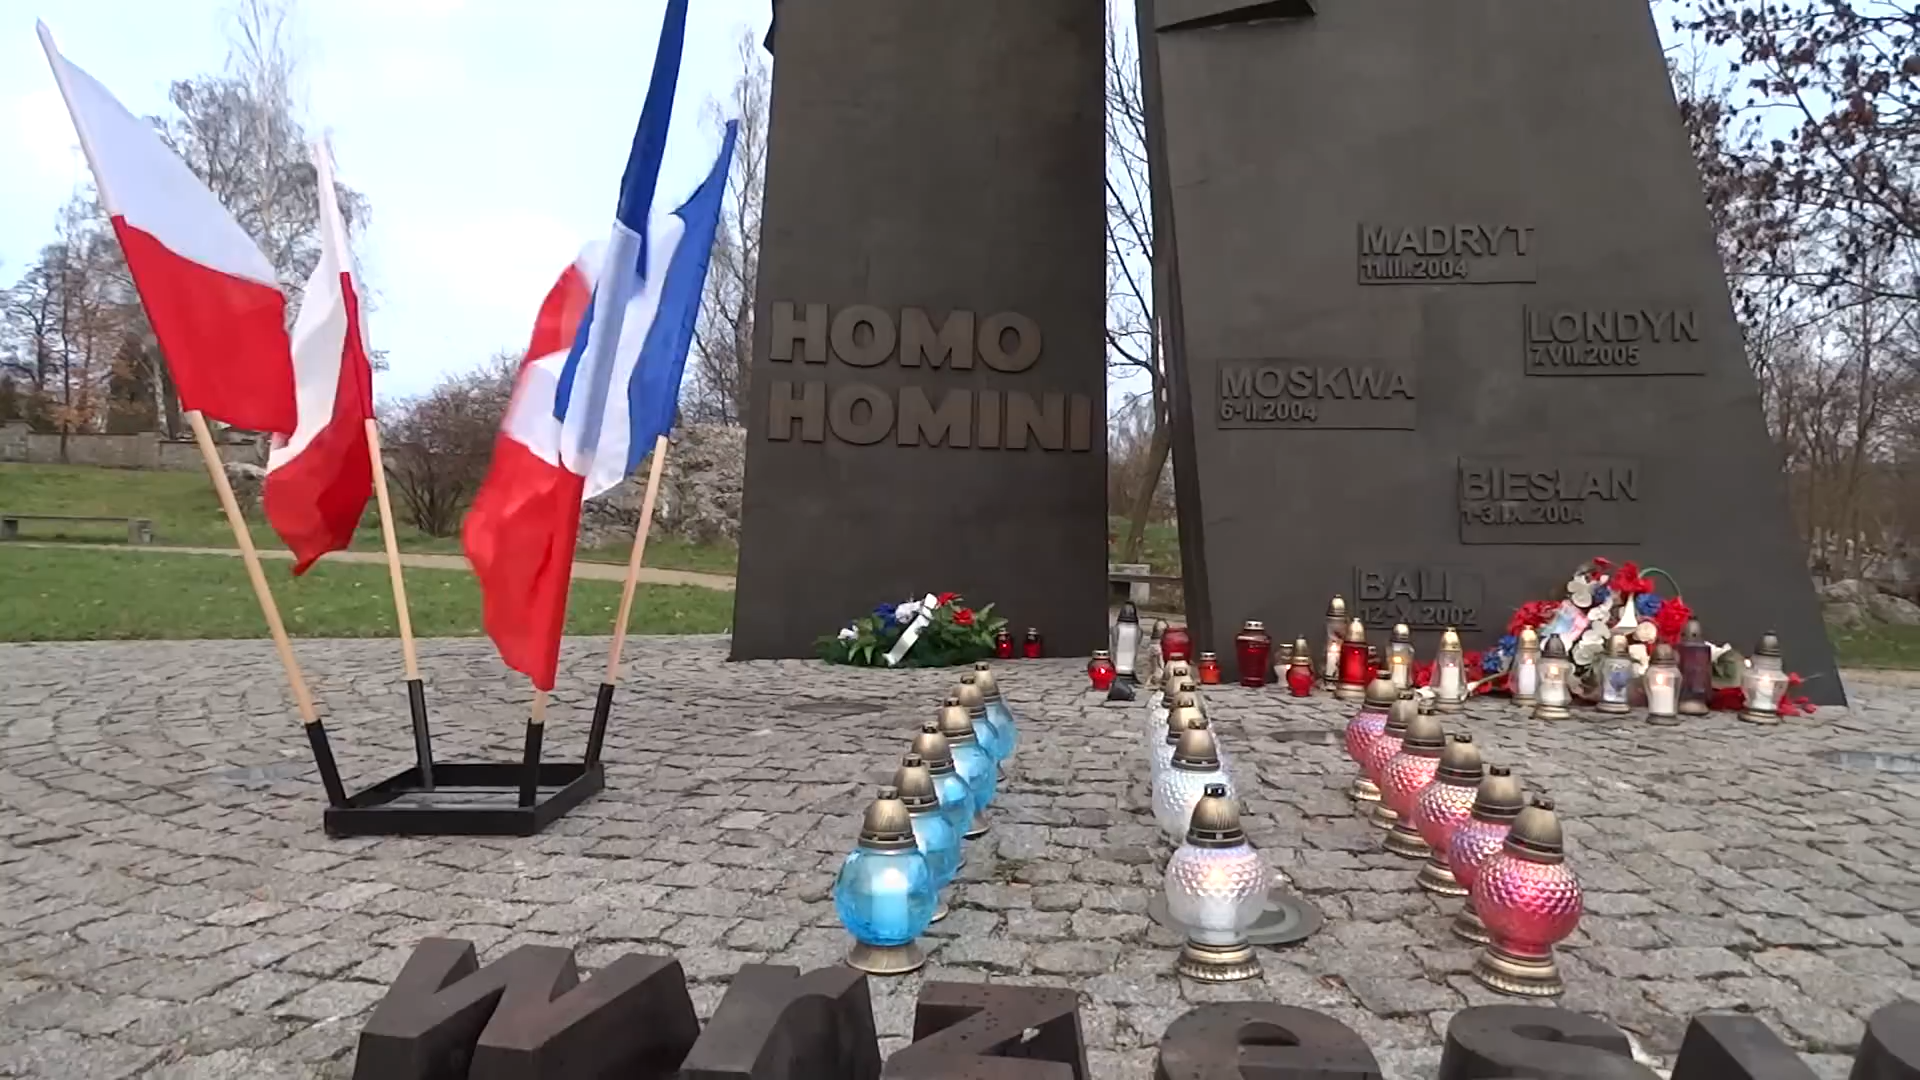 HOMO
HOMINI
MADRYT
11.III.2004
LONDYN
7.VII.2005
MOSKWA
6-II.2004
BIESŁAN
1-3.IX.2004
BALI
12-X.2002